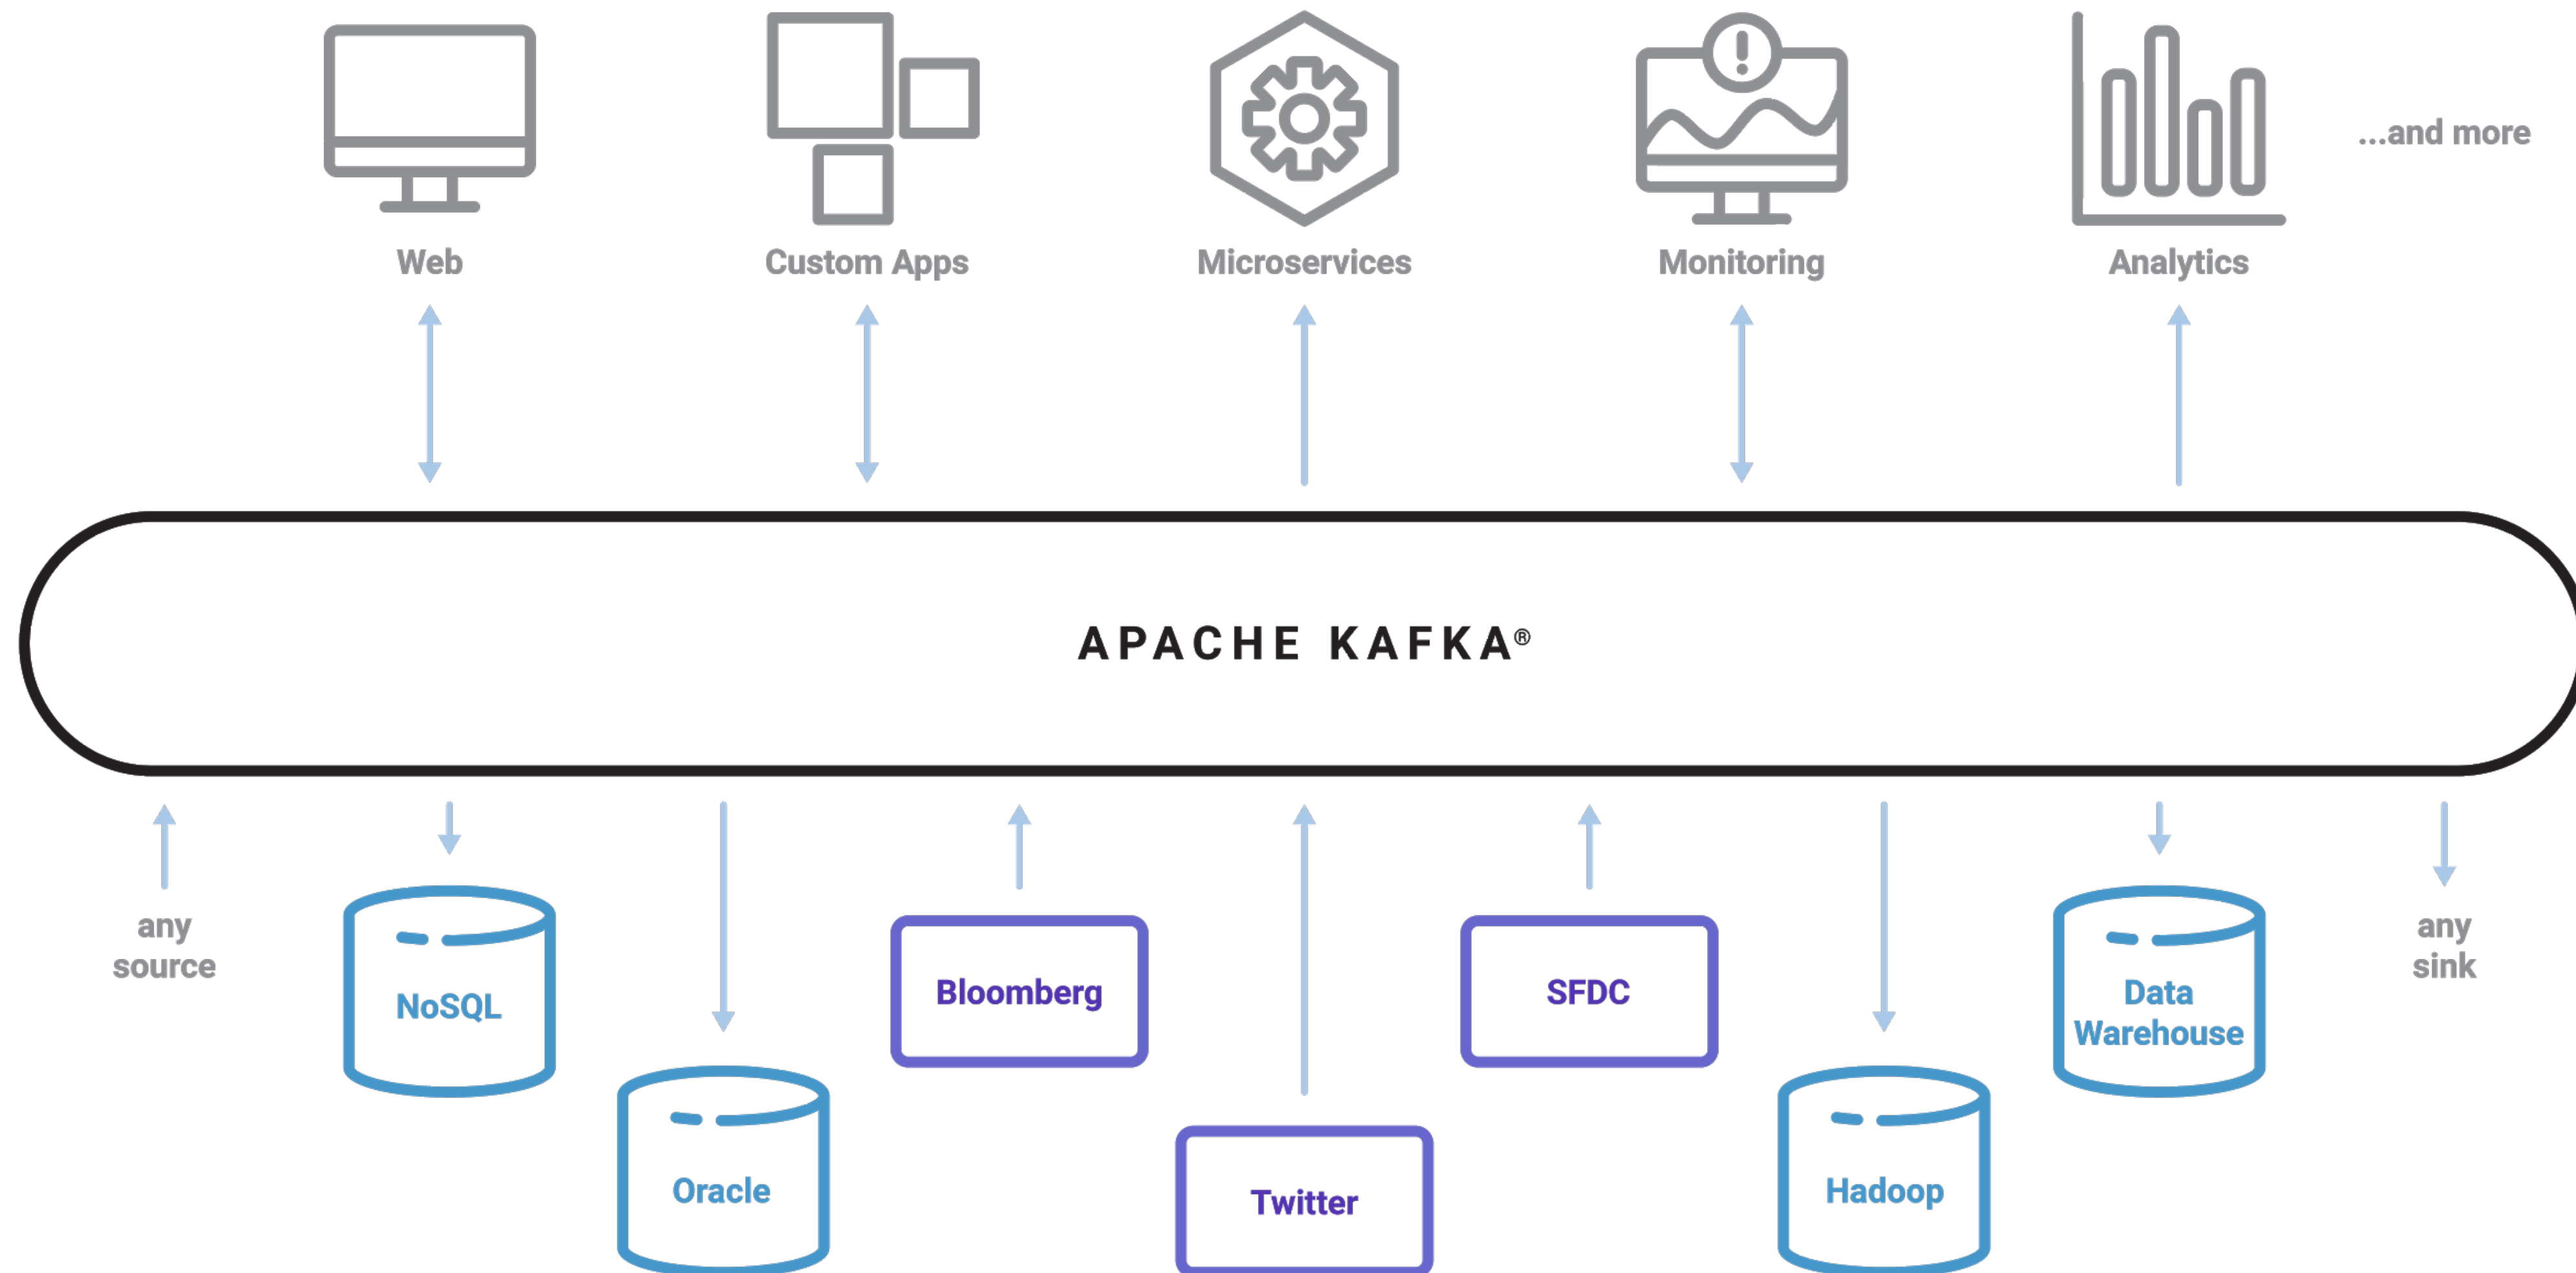 ...and more
Web
Custom Apps
Microservices
Monitoring
Analytics
APACHE KAFKA®
any
source
NoSQL
Oracle
Bloomberg
Twitter
SFDC
Hadoop
Data
Warehouse
any
sink